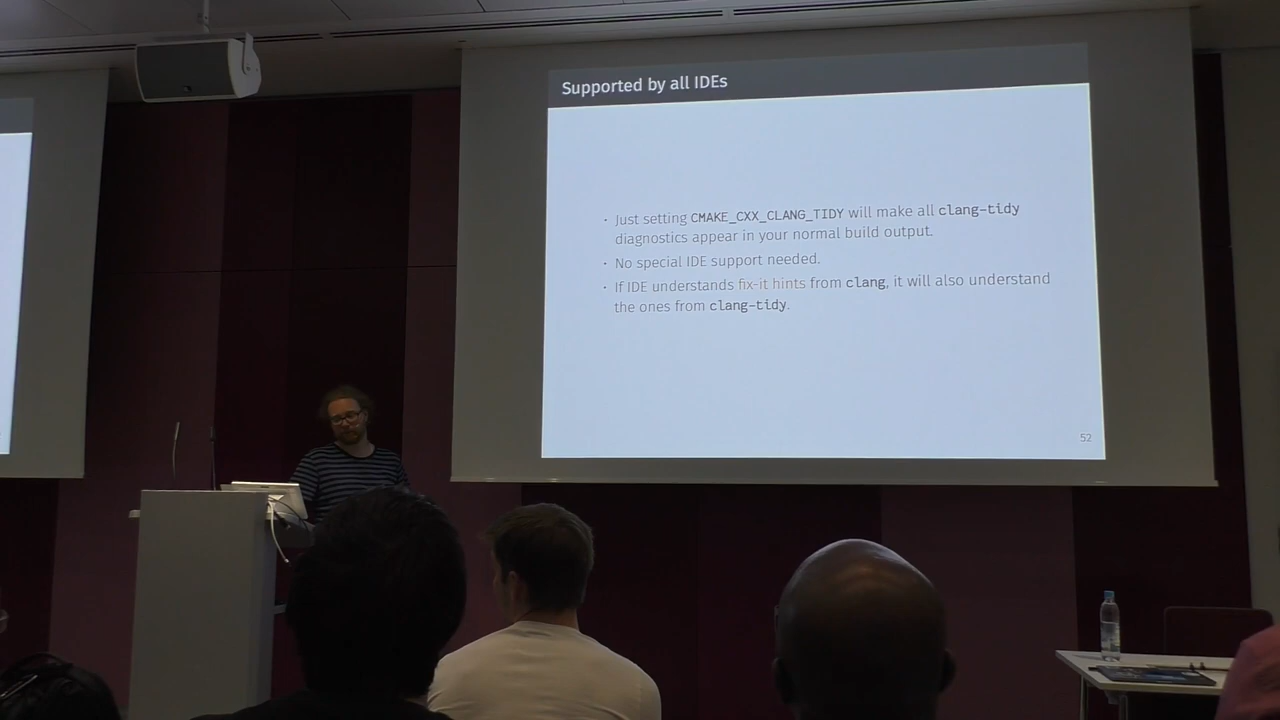 Supported by all IDEs
· Just setting CMAKE_CXX_CLANG_TIDY will make all clang-tidy
diagnostics appear in your normal build output.
· No special IDE support needed.
· If IDE understands fix-it hints from clang, it will also understand
the ones from clang-tidy.
52